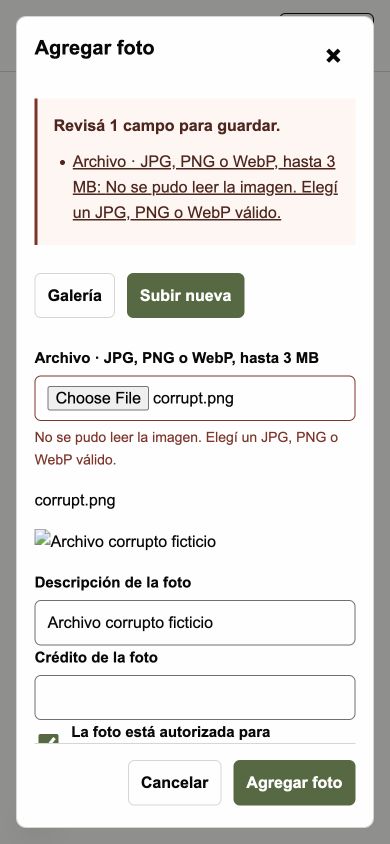 Agregar foto
Revisá 1 campo para guardar.
Archivo · JPG, PNG o WebP, hasta 3
MB: No se pudo leer la imagen. Elegí
un JPG, PNG o WebP válido.
Galería
Subir nueva
Archivo · JPG, PNG o WebP, hasta 3 MB
Choose File corrupt.png
No se pudo leer la imagen. Elegí un JPG, PNG o
WebP válido.
corrupt.png
Archivo corrupto ficticio
Descripción de la foto
Archivo corrupto ficticio
Crédito de la foto
La foto está autorizada para
Cancelar
Agregar foto